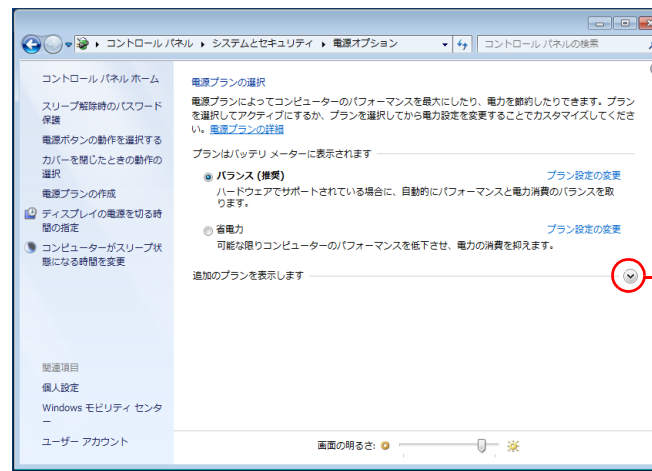 コントロール パネル ▸ システムとセキュリティ ▸ 電源オプション
コントロール パネルの検索
コントロール パネル ホーム
スリープ解除時のパスワード
保護
電源ボタンの動作を選択する
カバーを閉じたときの動作の
選択
電源プランの作成
ディスプレイの電源を切る時
間の指定
コンピューターがスリープ状
態になる時間を変更
関連項目
個人設定
Windows モビリティ センタ
ー
ユーザー アカウント
電源プランの選択
電源プランによってコンピューターのパフォーマンスを最大にしたり、電力を節約したりできます。プラン
を選択してアクティブにするか、プランを選択してから電力設定を変更することでカスタマイズしてくださ
い。電源プランの詳細
プランはバッテリ メーターに表示されます
バランス (推奨) プラン設定の変更
ハードウェアでサポートされている場合に、自動的にパフォーマンスと電力消費のバランスを取
ります。
省電力 プラン設定の変更
可能な限りコンピューターのパフォーマンスを低下させ、電力の消費を抑えます。
追加のプランを表示します
画面の明るさ: